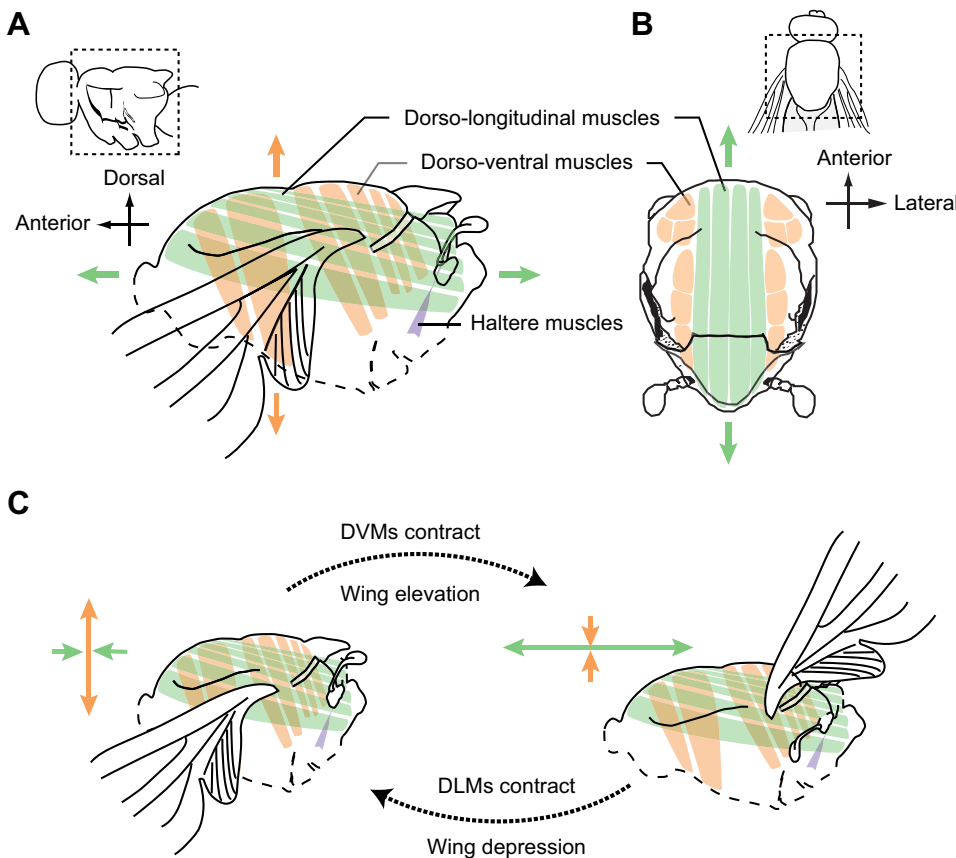 A
B
Dorso-longitudinal muscles
Dorso-ventral muscles
Dorsal
Anterior
Anterior
Lateral
Haltere muscles
C
DVMs contract
Wing elevation
DLMs contract
Wing depression